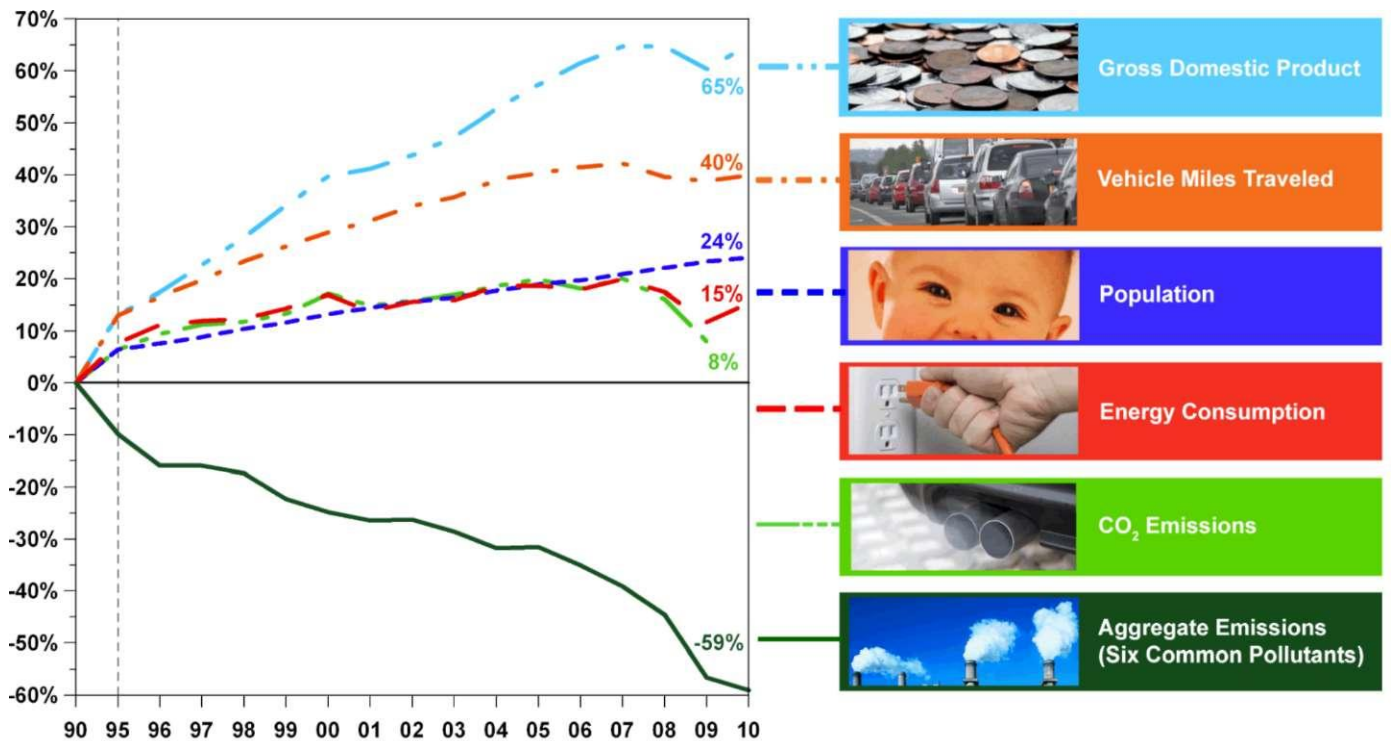 70%
60%
50%
40%
30%
20%
10%
0%
-10%
-20%
-30%
-40%
-50%
-60%
65%
40%
24%
15%
8%
-59%
90 95 96 97 98 99 00 01 02 03 04 05 06 07 08 09 10
Gross Domestic Product
Vehicle Miles Traveled
Population
Energy Consumption
CO₂ Emissions
Aggregate Emissions
(Six Common Pollutants)